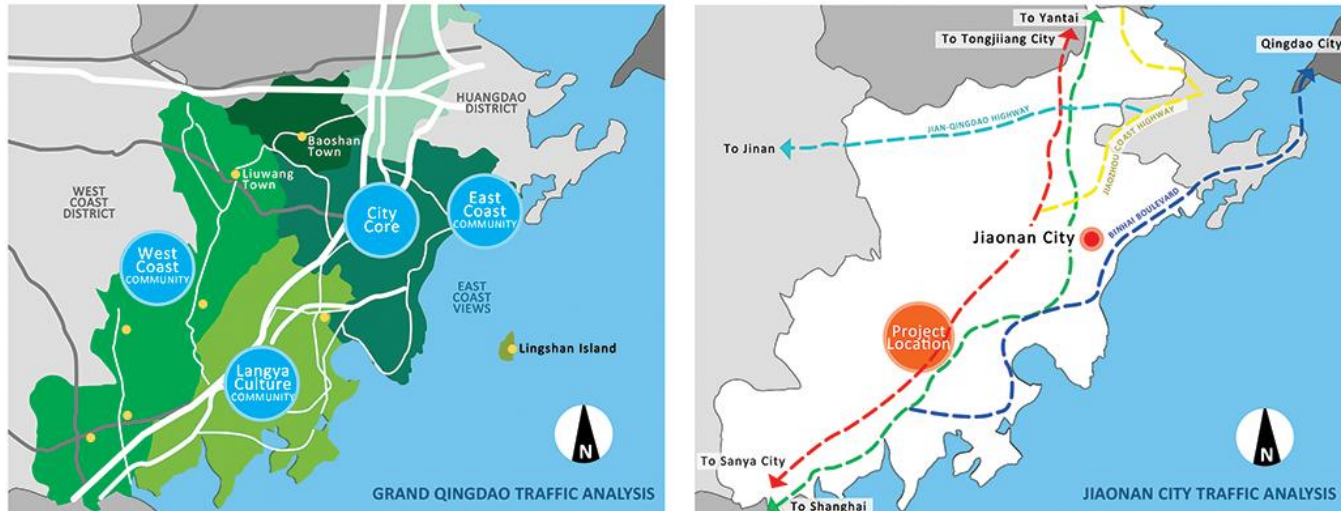 HUANGDAO
DISTRICT
Baoshan
Town
Liuwang
Town
WEST
COAST
DISTRICT
City
Core
East
Coast
COMMUNITY
West
Coast
COMMUNITY
EAST
COAST
VIEWS
Lingshan Island
Langya
Culture
COMMUNITY
N
GRAND QINGDAO TRAFFIC ANALYSIS
To Yantai
To Tongjiiang City
Qingdao City
JIAN-QINGDAO HIGHWAY
To Jinan
JIAOZHOU COAST HIGHWAY
BINHAI BOULEVARD
Jiaonan City
Project
Location
N
To Sanya City
To Shanghai
JIAONAN CITY TRAFFIC ANALYSIS